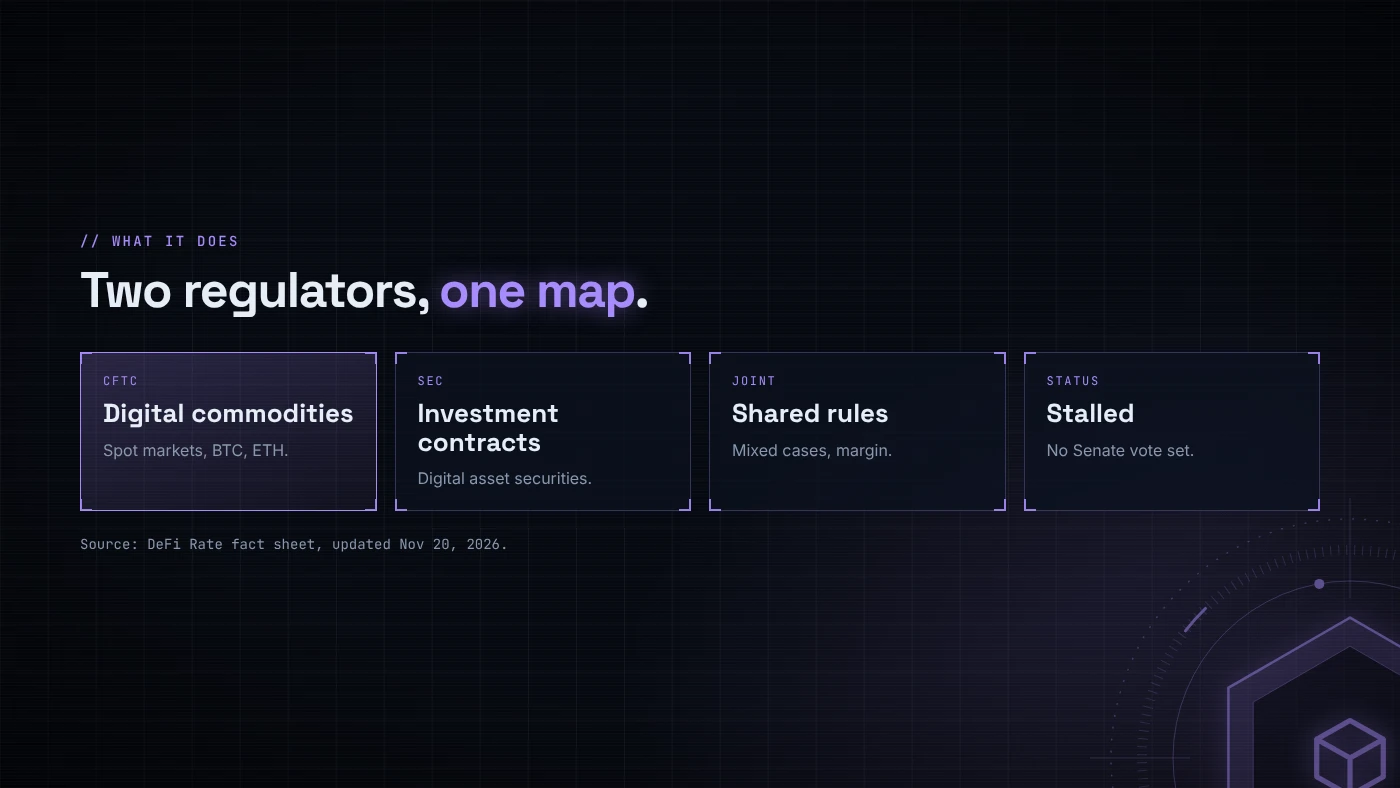 // WHAT IT DOES
Two regulators, one map.
CFTC
Digital commodities
Spot markets, BTC, ETH.
SEC
Investment
contracts
Digital asset securities.
JOINT
Shared rules
Mixed cases, margin.
STATUS
Stalled
No Senate vote set.
Source: DeFi Rate fact sheet, updated Nov 20, 2026.